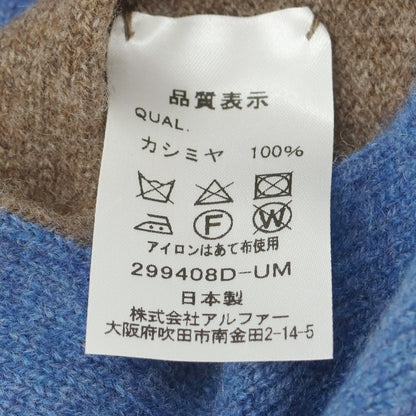 品質表示
QUAL.
カシミヤ 100%
F W
アイロンはあて布使用
299408D-UM
日本製
株式会社アルファー
大阪府吹田市南金田2-14-5